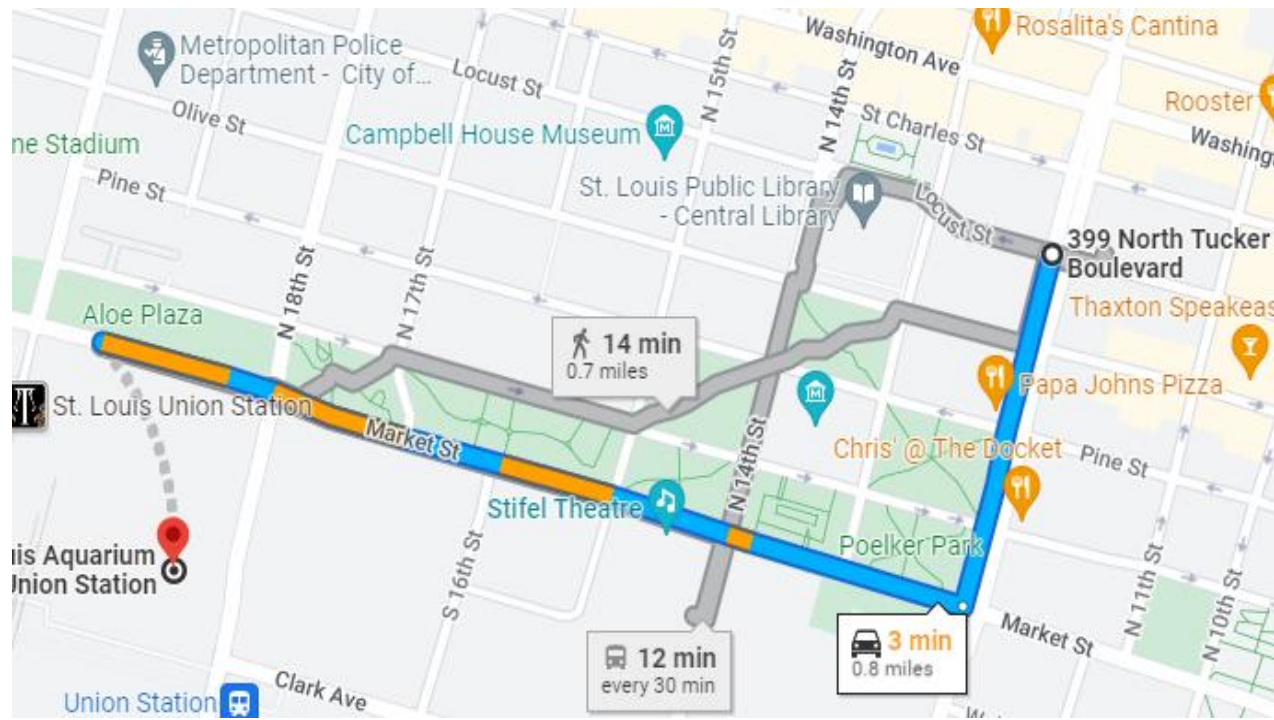 Rosalita's Cantina
Washington Ave
Metropolitan Police
Department - City of...
Locust St
N 15th St
N 14th St
Rooster
Olive St
Campbell House Museum
St Charles St
ne Stadium
Pine St
St. Louis Public Library
- Central Library
Locust St
399 North Tucker
Boulevard
N 18th St
N 17th St
Aloe Plaza
Thaxton Speakeas
14 min
0.7 miles
Papa Johns Pizza
St. Louis Union Station
Market St
Chris' @ The Docket
Pine St
N 14th St
Stifel Theatre
Poelker Park
is Aquarium
Union Station
S 16th St
N 11th St
N 10th St
Market St
3 min
0.8 miles
12 min
every 30 min
Clark Ave
Union Station